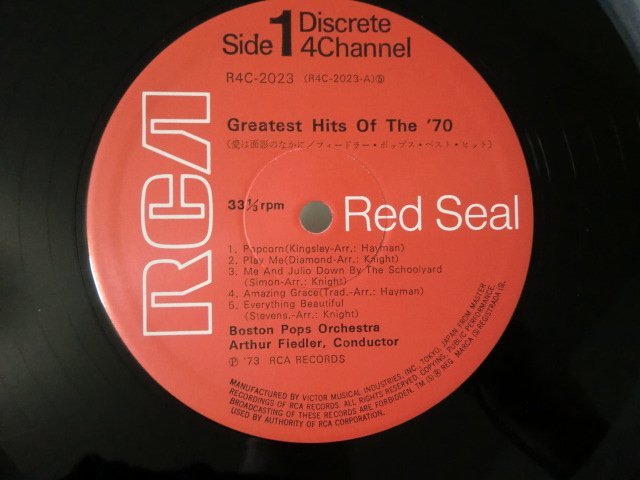 Side 1 Discrete
4Channel
R4C-2023 (R4C-2023-A)Ⓢ
Greatest Hits Of The '70
(愛は面影のなかに/フィードラー・ポップス・ベスト・ヒット)
RCA
33⅓rpm
Red Seal
1. Popcorn(Kingsley-Arr.: Hayman)
2. Play Me(Diamond-Arr.: Knight)
3. Me And Julio Down By The Schoolyard
(Simon-Arr.: Knight)
4. Amazing Grace(Trad.-Arr.: Hayman)
5. Everything Beautiful
(Stevens.-Arr.: Knight)
Boston Pops Orchestra
Arthur Fiedler, Conductor
Ⓟ '73 RCA RECORDS
MANUFACTURED BY VICTOR MUSICAL INDUSTRIES, INC. TOKYO, JAPAN FROM MASTER
RECORDINGS OF RCA RECORDS. ALL RIGHTS RESERVED. COPYING, PUBLIC PERFORMANCE,
BROADCASTING OF THESE RECORDS ARE FORBIDDEN. TM(S) ® REG. MARCA(S) REGISTRADA(S).
USED BY AUTHORITY OF RCA CORPORATION.